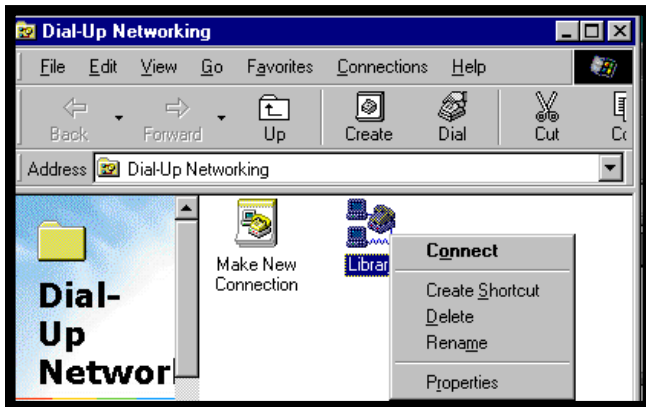 Dial-Up Networking
File Edit View Go Favorites Connections Help
Back Forward Up Create Dial Cut
Address Dial-Up Networking
Make New
Connection
Librar
Connect
Create Shortcut
Delete
Rename
Properties
Dial-
Up
Networ